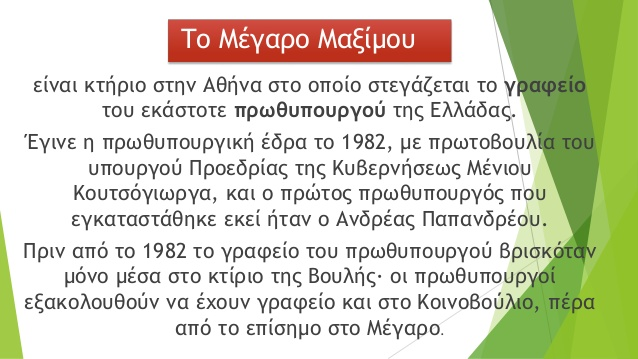 Το Μέγαρο Μαξίμου
είναι κτήριο στην Αθήνα στο οποίο στεγάζεται το γραφείο
του εκάστοτε πρωθυπουργού της Ελλάδας.
Έγινε η πρωθυπουργική έδρα το 1982, με πρωτοβουλία του
υπουργού Προεδρίας της Κυβερνήσεως Μένιου
Κουτσόγιωργα, και ο πρώτος πρωθυπουργός που
εγκαταστάθηκε εκεί ήταν ο Ανδρέας Παπανδρέου.
Πριν από το 1982 το γραφείο του πρωθυπουργού βρισκόταν
μόνο μέσα στο κτίριο της Βουλής· οι πρωθυπουργοί
εξακολουθούν να έχουν γραφείο και στο Κοινοβούλιο, πέρα
από το επίσημο στο Μέγαρο.